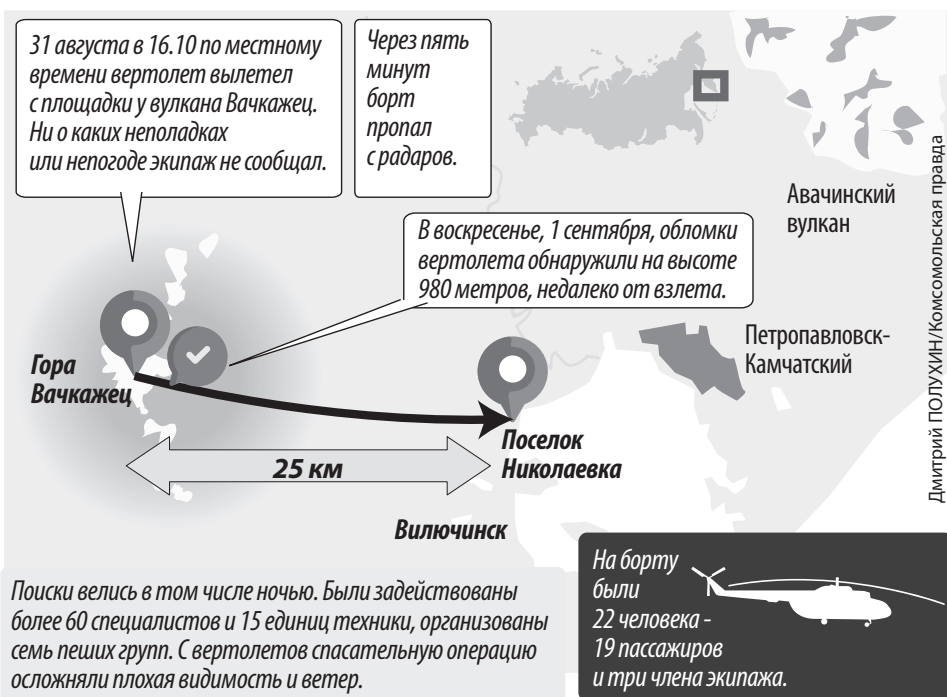 31 августа в 16.10 по местному
времени вертолет вылетел
с площадки у вулкана Вачкажец.
Ни о каких неполадках
или непогоде экипаж не сообщал.
Через пять
минут
борт
пропал
с радаров.
Авачинский
вулкан
В воскресенье, 1 сентября, обломки
вертолета обнаружили на высоте
980 метров, недалеко от взлета.
Петропавловск-
Камчатский
Гора
Вачкажец
Поселок
Николаевка
25 км
Вилючинск
Поиски велись в том числе ночью. Были задействованы
более 60 специалистов и 15 единиц техники, организованы
семь пеших групп. С вертолетов спасательную операцию
осложняли плохая видимость и ветер.
На борту
были
22 человека -
19 пассажиров
и три члена экипажа.
Дмитрий ПОЛУХИН/Комсомольская правда